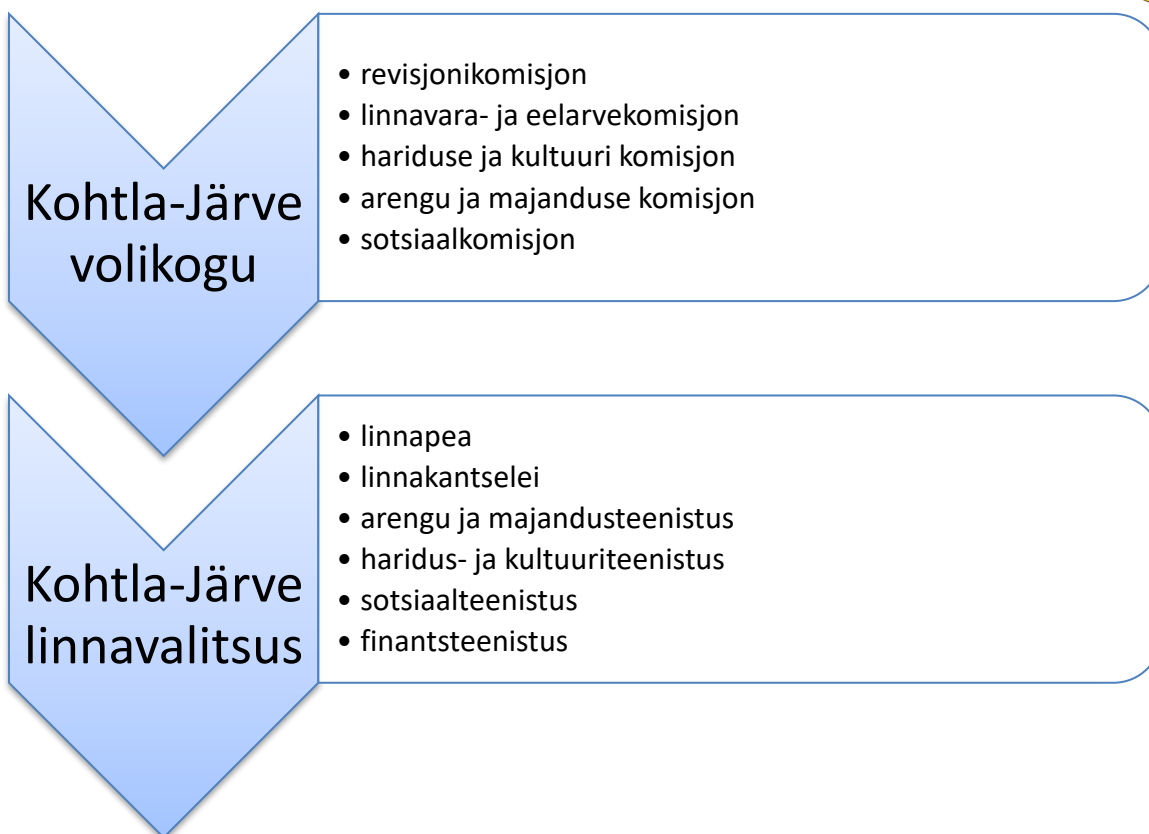 Kohtla-Järve
volikogu
• revisjonikomisjon
• linnavara- ja eelarvekomisjon
• hariduse ja kultuuri komisjon
• arengu ja majanduse komisjon
• sotsiaalkomisjon
Kohtla-Järve
linnavalitsus
• linnapea
• linnakantselei
• arengu ja majandusteenistus
• haridus- ja kultuuriteenistus
• sotsiaalteenistus
• finantsteenistus